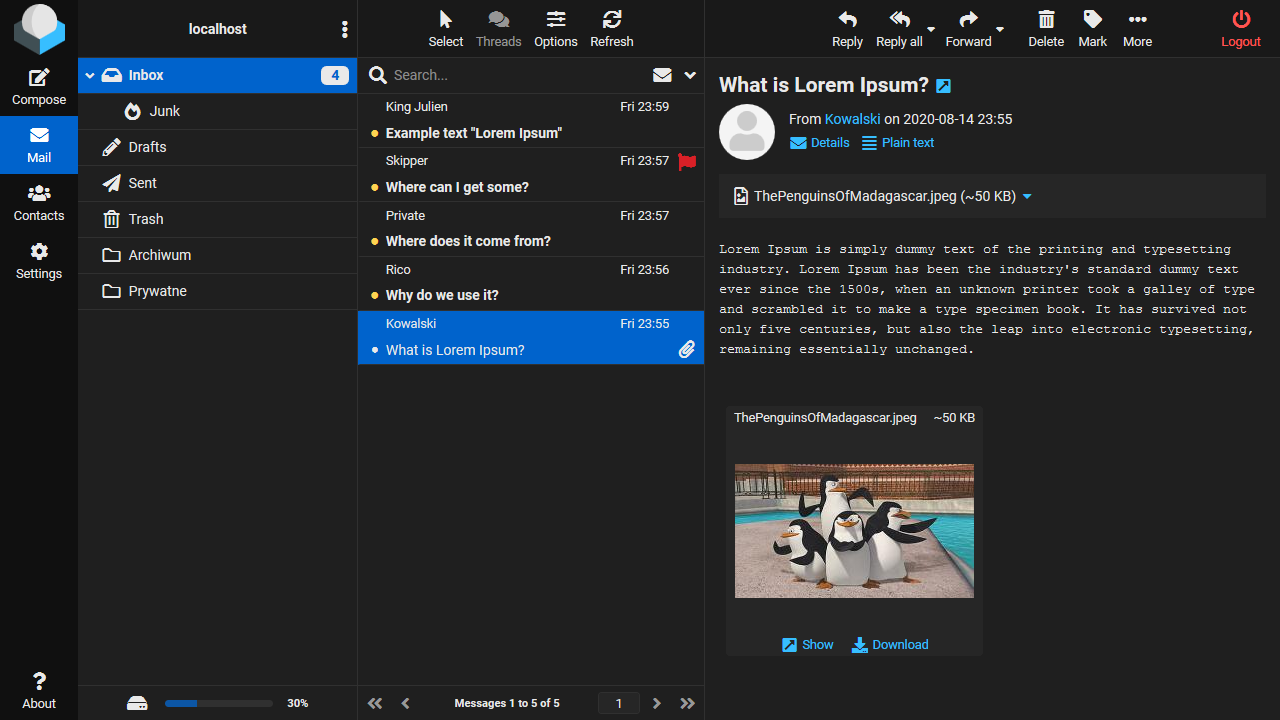 Compose
Mail
Contacts
Settings
About
localhost
Inbox 4
Junk
Drafts
Sent
Trash
Archiwum
Prywatne
30%
Select Threads Options Refresh
Search...
King Julien Fri 23:59
Example text "Lorem Ipsum"
Skipper Fri 23:57
Where can I get some?
Private Fri 23:57
Where does it come from?
Rico Fri 23:56
Why do we use it?
Kowalski Fri 23:55
What is Lorem Ipsum?
Messages 1 to 5 of 5 1
Reply Reply all Forward Delete Mark More Logout
What is Lorem Ipsum?
From Kowalski on 2020-08-14 23:55
Details Plain text
ThePenguinsOfMadagascar.jpeg (~50 KB)
Lorem Ipsum is simply dummy text of the printing and typesetting
industry. Lorem Ipsum has been the industry's standard dummy text
ever since the 1500s, when an unknown printer took a galley of type
and scrambled it to make a type specimen book. It has survived not
only five centuries, but also the leap into electronic typesetting,
remaining essentially unchanged.
ThePenguinsOfMadagascar.jpeg ~50 KB
Show Download